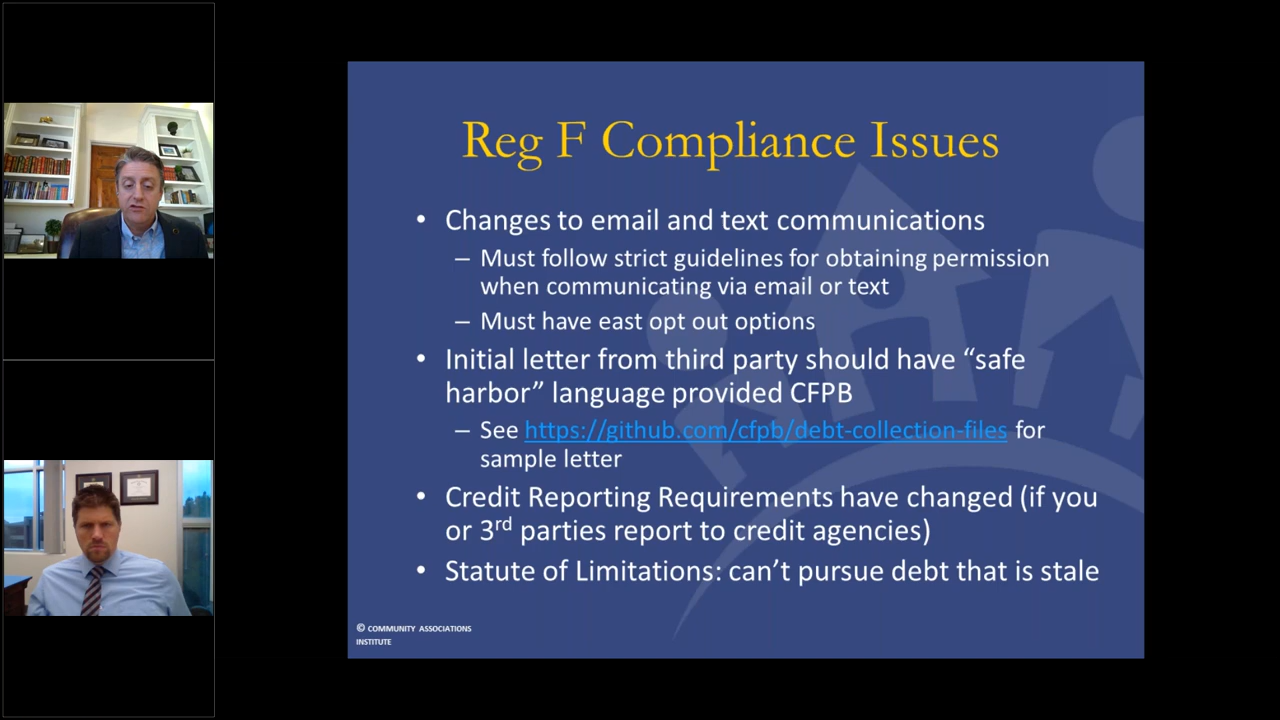 Reg F Compliance Issues
• Changes to email and text communications
– Must follow strict guidelines for obtaining permission
when communicating via email or text
– Must have east opt out options
• Initial letter from third party should have “safe
harbor” language provided CFPB
– See https://github.com/cfpb/debt-collection-files for
sample letter
• Credit Reporting Requirements have changed (if you
or 3rd parties report to credit agencies)
• Statute of Limitations: can’t pursue debt that is stale
© COMMUNITY ASSOCIATIONS
INSTITUTE